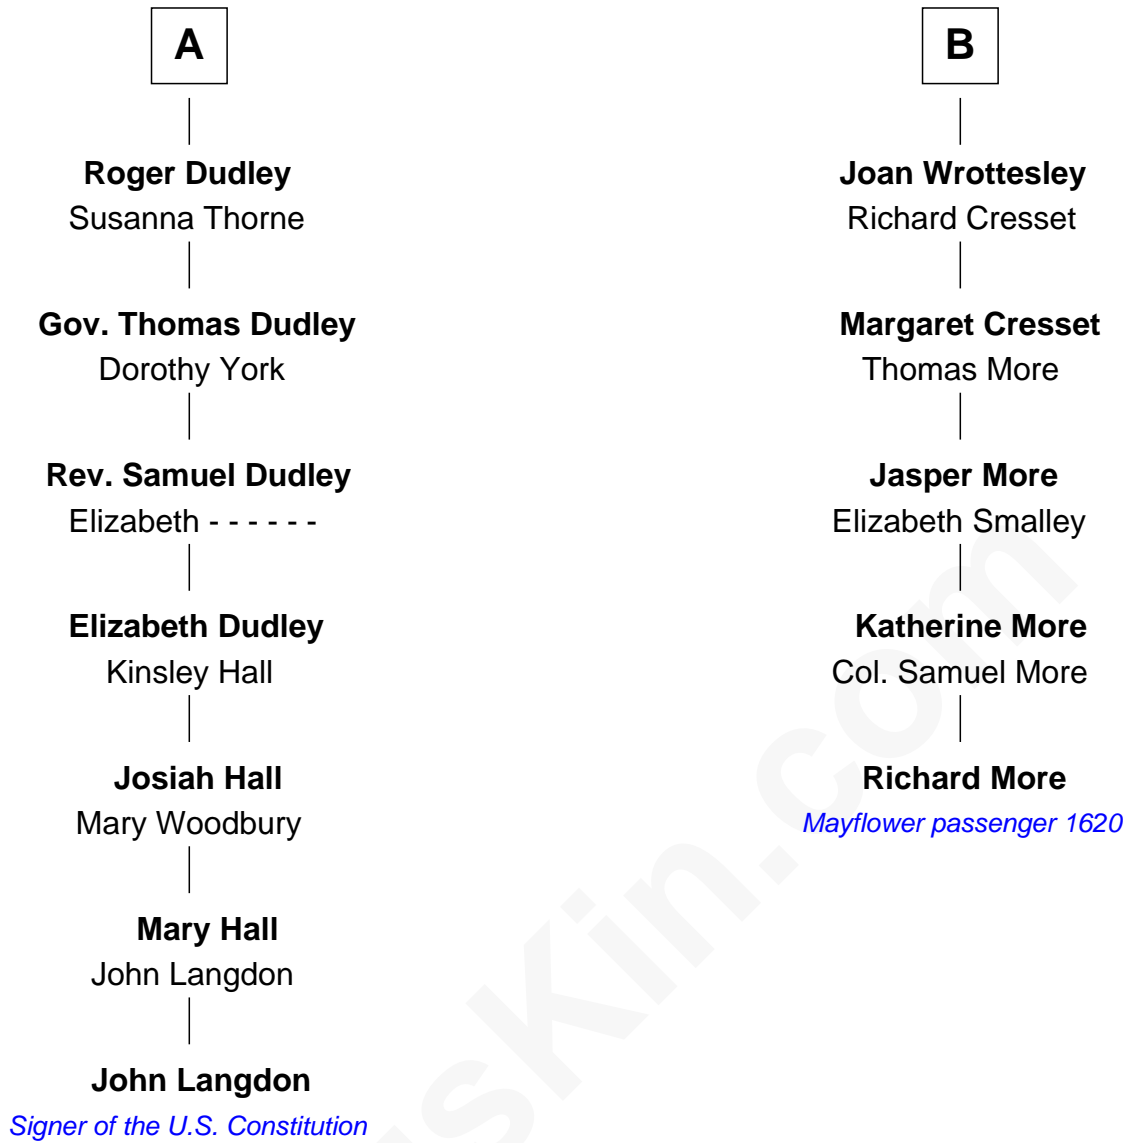 A
Roger Dudley
Susanna Thorne
Gov. Thomas Dudley
Dorothy York
Rev. Samuel Dudley
Elizabeth - - - - - -
Elizabeth Dudley
Kinsley Hall
Josiah Hall
Mary Woodbury
Mary Hall
John Langdon
John Langdon
Signer of the U.S. Constitution
B
Joan Wrottesley
Richard Cresset
Margaret Cresset
Thomas More
Jasper More
Elizabeth Smalley
Katherine More
Col. Samuel More
Richard More
Mayflower passenger 1620
usKin.com